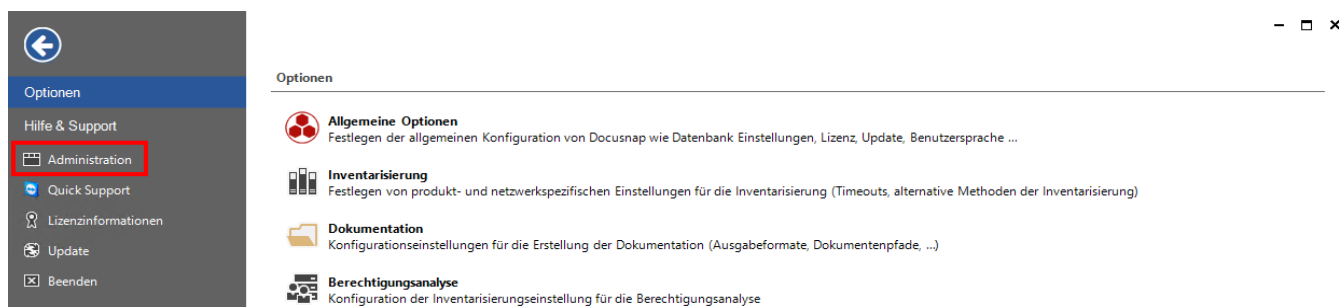 Optionen
Hilfe & Support
Administration
Quick Support
Lizenzinformationen
Update
Beenden
Optionen
Allgemeine Optionen
Festlegen der allgemeinen Konfiguration von Docusnap wie Datenbank Einstellungen, Lizenz, Update, Benutzersprache ...
Inventarisierung
Festlegen von produkt- und netzwerkspezifischen Einstellungen für die Inventarisierung (Timeouts, alternative Methoden der Inventarisierung)
Dokumentation
Konfigurationseinstellungen für die Erstellung der Dokumentation (Ausgabeformate, Dokumentenpfade, ...)
Berechtigungsanalyse
Konfiguration der Inventarisierungseinstellung für die Berechtigungsanalyse